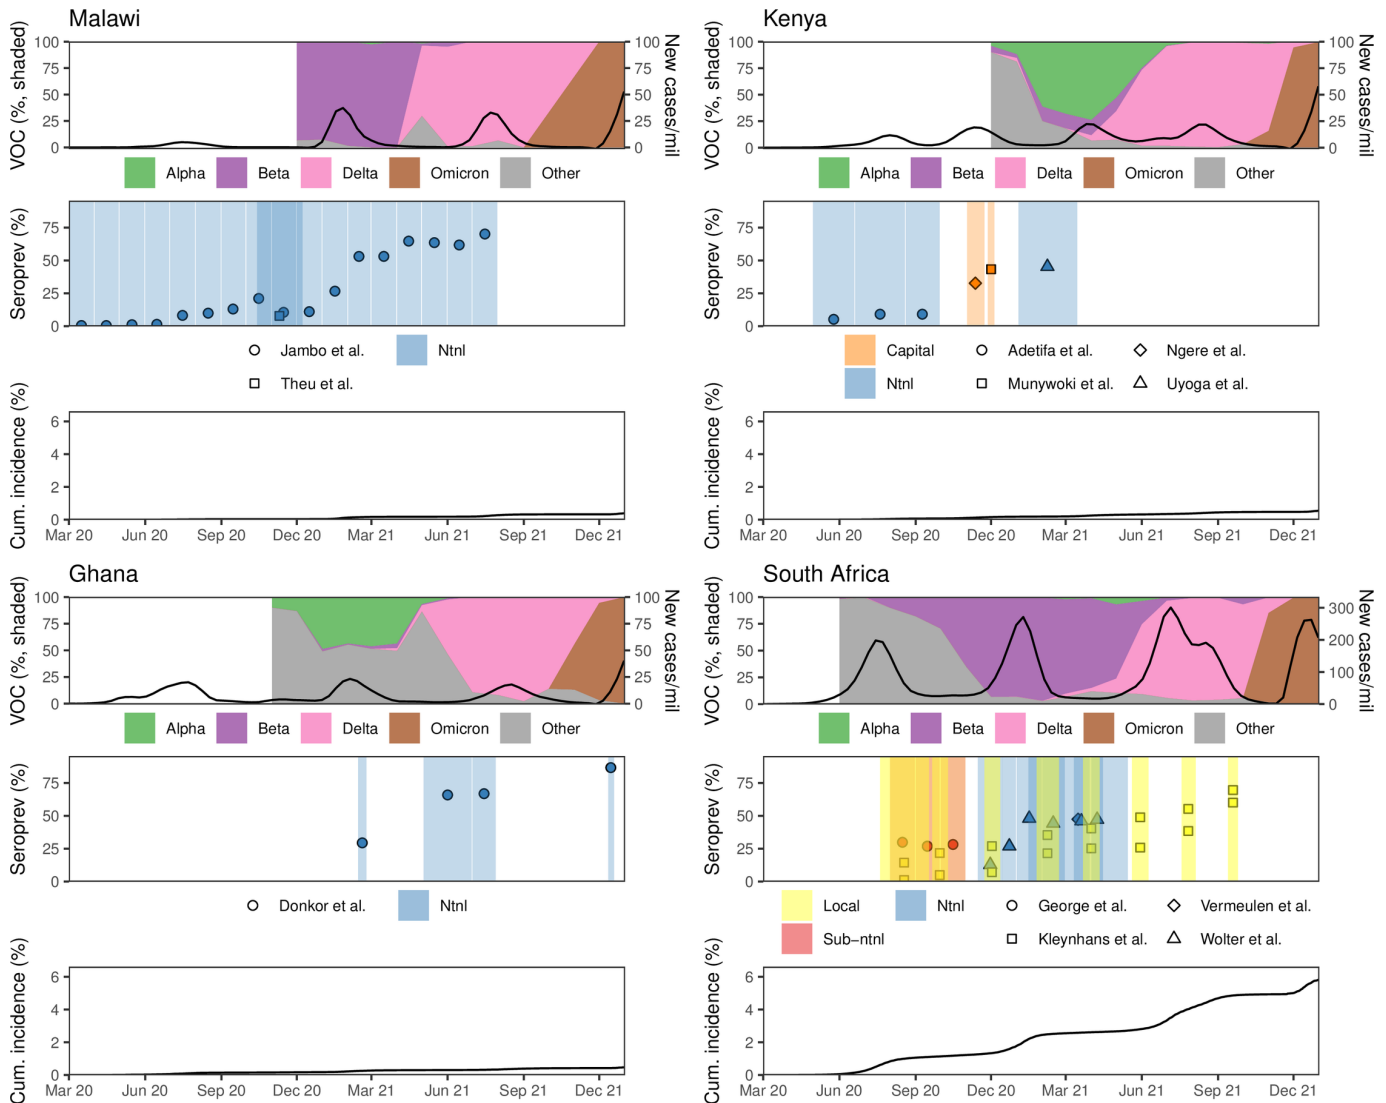 Malawi
VOC (%, shaded)
100
75
50
25
0
100
75
50
25
0
New cases/mil
Alpha
Beta
Delta
Omicron
Other
Seroprev (%)
75
50
25
0
Jambo et al.
Ntnl
Theu et al.
Cum. incidence (%)
6
4
2
0
Mar 20 Jun 20 Sep 20 Dec 20 Mar 21 Jun 21 Sep 21 Dec 21
Kenya
VOC (%, shaded)
100
75
50
25
0
100
75
50
25
0
New cases/mil
Alpha
Beta
Delta
Omicron
Other
Seroprev (%)
75
50
25
0
Capital
Adetifa et al.
Ngere et al.
Ntnl
Munywoki et al.
Uyoga et al.
Cum. incidence (%)
6
4
2
0
Mar 20 Jun 20 Sep 20 Dec 20 Mar 21 Jun 21 Sep 21 Dec 21
Ghana
VOC (%, shaded)
100
75
50
25
0
100
75
50
25
0
New cases/mil
Alpha
Beta
Delta
Omicron
Other
Seroprev (%)
75
50
25
0
Donkor et al.
Ntnl
Cum. incidence (%)
6
4
2
0
Mar 20 Jun 20 Sep 20 Dec 20 Mar 21 Jun 21 Sep 21 Dec 21
South Africa
VOC (%, shaded)
100
75
50
25
0
300
200
100
0
New cases/mil
Alpha
Beta
Delta
Omicron
Other
Seroprev (%)
75
50
25
0
Local
Ntnl
George et al.
Vermeulen et al.
Sub−ntnl
Kleynhans et al.
Wolter et al.
Cum. incidence (%)
6
4
2
0
Mar 20 Jun 20 Sep 20 Dec 20 Mar 21 Jun 21 Sep 21 Dec 21